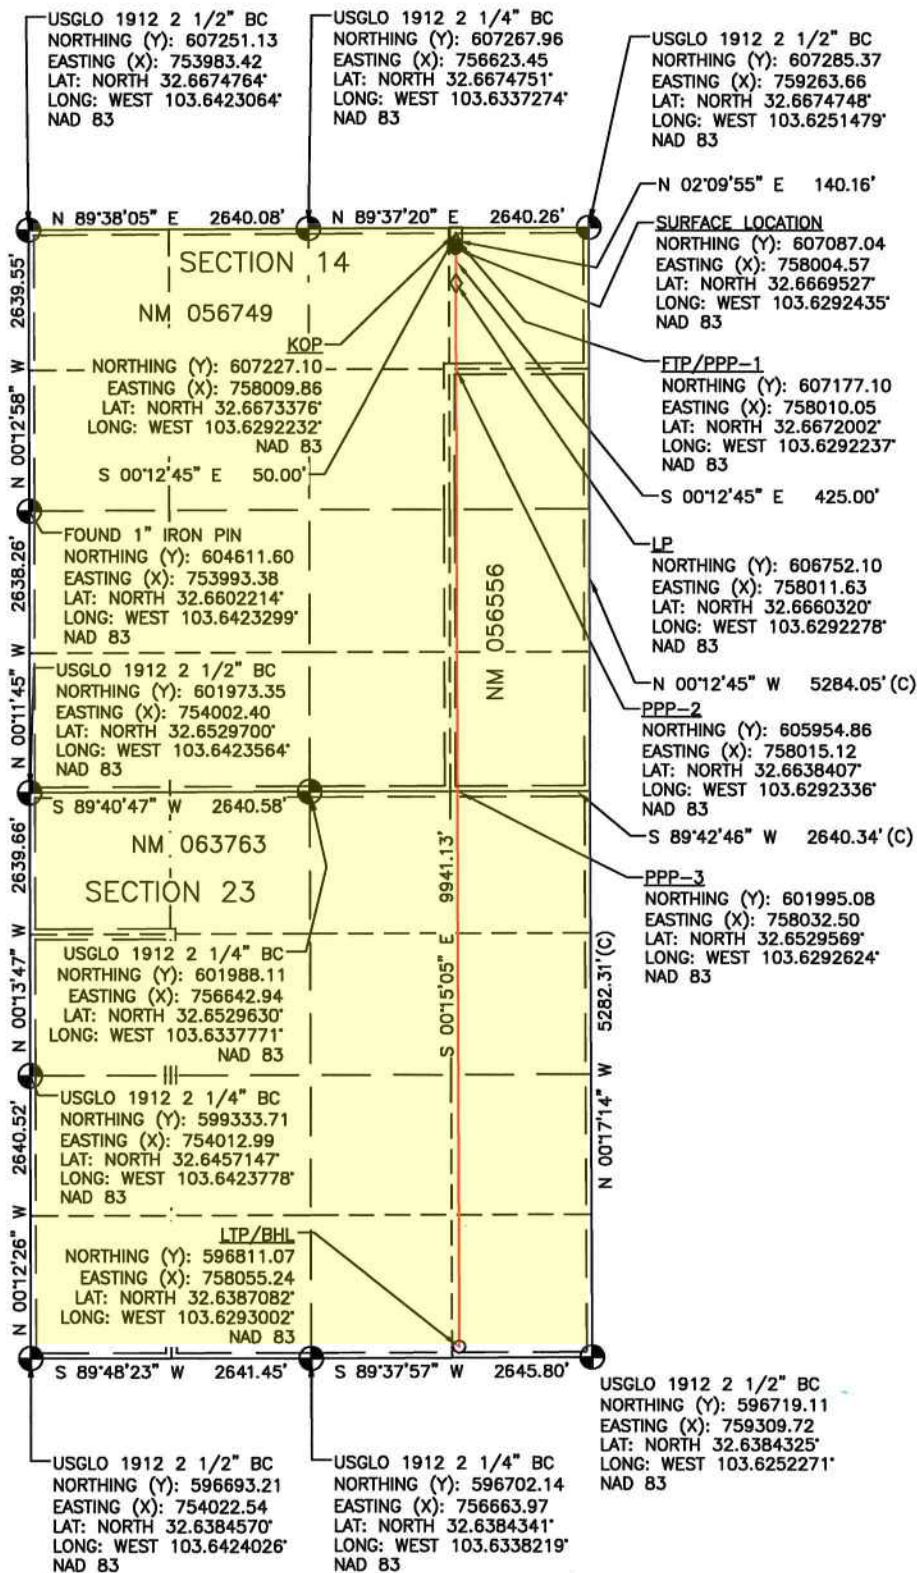 USGLO 1912 2 1/2" BC
NORTHING (Y): 607251.13
EASTING (X): 753983.42
LAT: NORTH 32.6674764°
LONG: WEST 103.6423064°
NAD 83
USGLO 1912 2 1/4" BC
NORTHING (Y): 607267.96
EASTING (X): 756623.45
LAT: NORTH 32.6674751°
LONG: WEST 103.6337274°
NAD 83
USGLO 1912 2 1/2" BC
NORTHING (Y): 607285.37
EASTING (X): 759263.66
LAT: NORTH 32.6674748°
LONG: WEST 103.6251479°
NAD 83
N 02°09'55" E 140.16'
N 89°38'05" E 2640.08'
N 89°37'20" E 2640.26'
SURFACE LOCATION
NORTHING (Y): 607087.04
EASTING (X): 758004.57
LAT: NORTH 32.6669527°
LONG: WEST 103.6292435°
NAD 83
SECTION 14
NM 056749
KOP
NORTHING (Y): 607227.10
EASTING (X): 758009.86
LAT: NORTH 32.6673376°
LONG: WEST 103.6292232°
NAD 83
S 00°12'45" E 50.00'
FTP/PPP-1
NORTHING (Y): 607177.10
EASTING (X): 758010.05
LAT: NORTH 32.6672002°
LONG: WEST 103.6292237°
NAD 83
S 00°12'45" E 425.00'
N 00°12'58" W 2639.55'
FOUND 1" IRON PIN
NORTHING (Y): 604611.60
EASTING (X): 753993.38
LAT: NORTH 32.6602214°
LONG: WEST 103.6423299°
NAD 83
LP
NORTHING (Y): 606752.10
EASTING (X): 758011.63
LAT: NORTH 32.6660320°
LONG: WEST 103.6292278°
NAD 83
NM 056556
N 00°12'45" W 5284.05' (C)
N 00°11'45" W 2638.26'
USGLO 1912 2 1/2" BC
NORTHING (Y): 601973.35
EASTING (X): 754002.40
LAT: NORTH 32.6529700°
LONG: WEST 103.6423564°
NAD 83
PPP-2
NORTHING (Y): 605954.86
EASTING (X): 758015.12
LAT: NORTH 32.6638407°
LONG: WEST 103.6292336°
NAD 83
S 89°40'47" W 2640.58'
S 89°42'46" W 2640.34' (C)
NM 063763
SECTION 23
PPP-3
NORTHING (Y): 601995.08
EASTING (X): 758032.50
LAT: NORTH 32.6529569°
LONG: WEST 103.6292624°
NAD 83
N 00°13'47" W 2639.66'
S 00°15'05" E 9941.13'
USGLO 1912 2 1/4" BC
NORTHING (Y): 601988.11
EASTING (X): 756642.94
LAT: NORTH 32.6529630°
LONG: WEST 103.6337771°
NAD 83
N 00°17'14" W 5282.31' (C)
USGLO 1912 2 1/4" BC
NORTHING (Y): 599333.71
EASTING (X): 754012.99
LAT: NORTH 32.6457147°
LONG: WEST 103.6423778°
NAD 83
N 00°12'26" W 2640.52'
LTP/BHL
NORTHING (Y): 596811.07
EASTING (X): 758055.24
LAT: NORTH 32.6387082°
LONG: WEST 103.6293002°
NAD 83
S 89°48'23" W 2641.45'
S 89°37'57" W 2645.80'
USGLO 1912 2 1/2" BC
NORTHING (Y): 596719.11
EASTING (X): 759309.72
LAT: NORTH 32.6384325°
LONG: WEST 103.6252271°
NAD 83
USGLO 1912 2 1/2" BC
NORTHING (Y): 596693.21
EASTING (X): 754022.54
LAT: NORTH 32.6384570°
LONG: WEST 103.6424026°
NAD 83
USGLO 1912 2 1/4" BC
NORTHING (Y): 596702.14
EASTING (X): 756663.97
LAT: NORTH 32.6384341°
LONG: WEST 103.6338219°
NAD 83